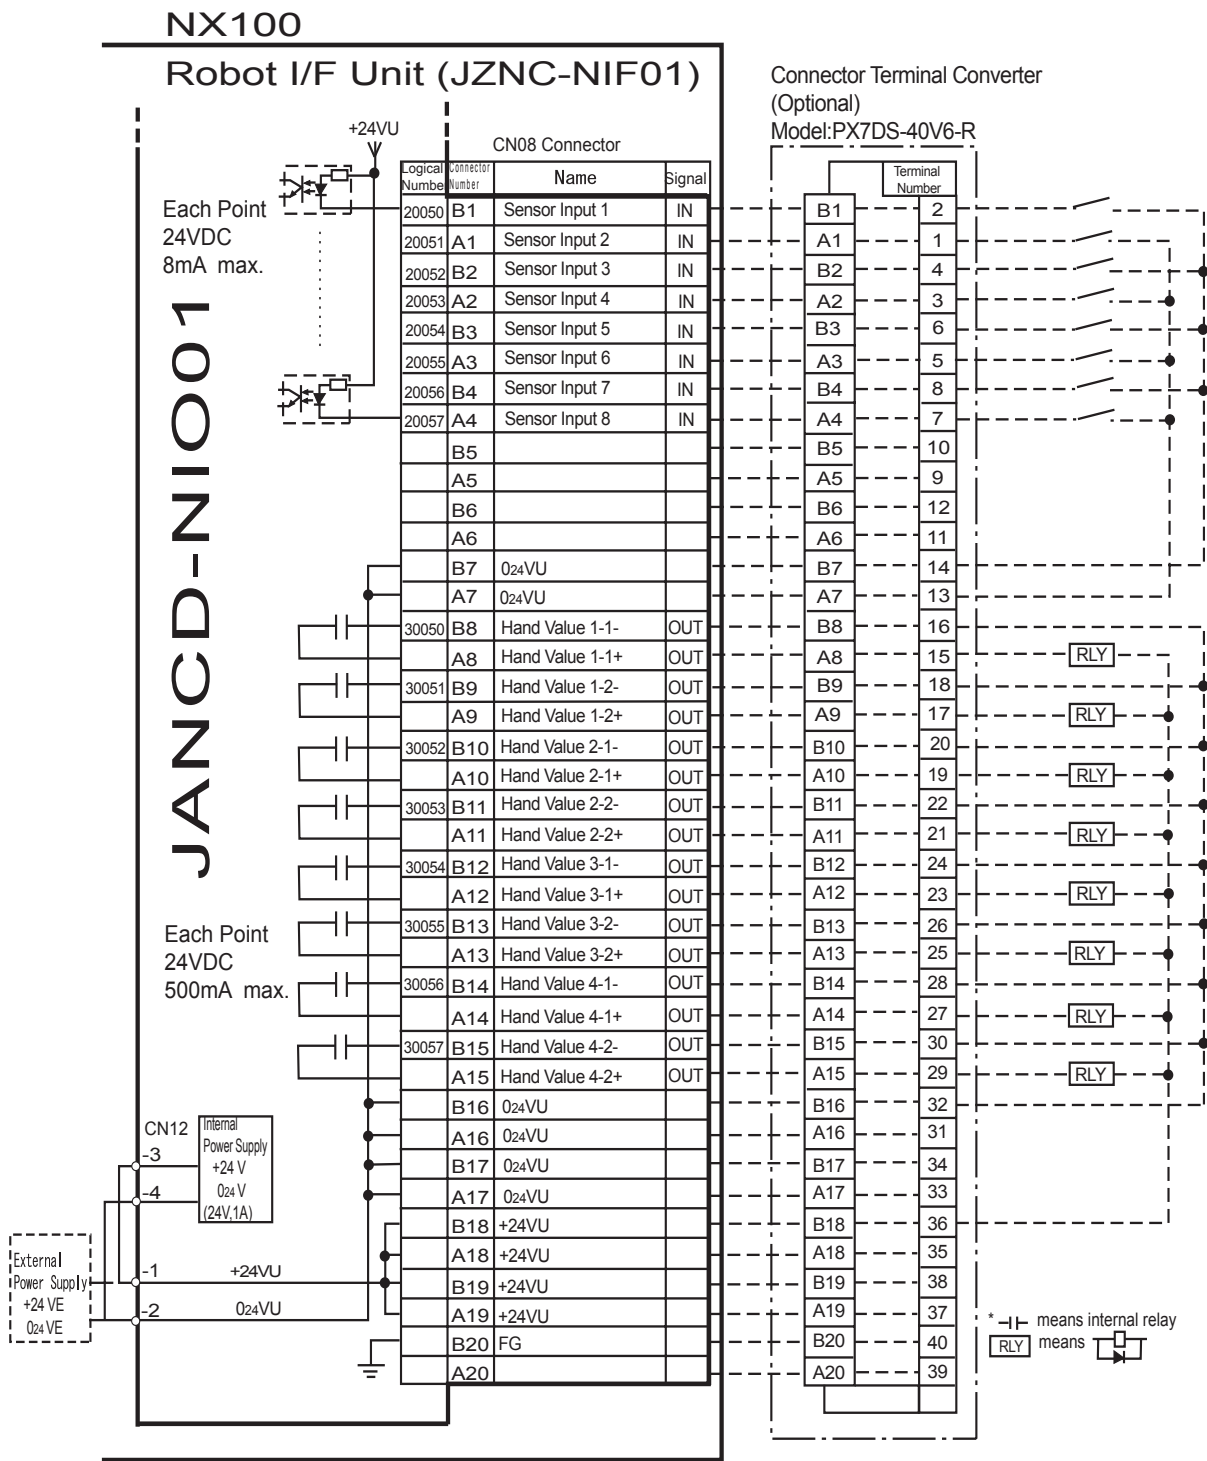 NX100
Robot I/F Unit (JZNC-NIF01)
Connector Terminal Converter
(Optional)
Model:PX7DS-40V6-R
+24VU
CN08 Connector
Logical Numbe Connector Number Name Signal Terminal Number
Each Point
24VDC
8mA max.
20050 B1 Sensor Input 1 IN B1 2
20051 A1 Sensor Input 2 IN A1 1
20052 B2 Sensor Input 3 IN B2 4
20053 A2 Sensor Input 4 IN A2 3
20054 B3 Sensor Input 5 IN B3 6
20055 A3 Sensor Input 6 IN A3 5
20056 B4 Sensor Input 7 IN B4 8
20057 A4 Sensor Input 8 IN A4 7
B5 B5 10
A5 A5 9
B6 B6 12
A6 A6 11
B7 024VU B7 14
A7 024VU A7 13
30050 B8 Hand Value 1-1- OUT B8 16
A8 Hand Value 1-1+ OUT A8 15 RLY
30051 B9 Hand Value 1-2- OUT B9 18
A9 Hand Value 1-2+ OUT A9 17 RLY
30052 B10 Hand Value 2-1- OUT B10 20
A10 Hand Value 2-1+ OUT A10 19 RLY
30053 B11 Hand Value 2-2- OUT B11 22
A11 Hand Value 2-2+ OUT A11 21 RLY
30054 B12 Hand Value 3-1- OUT B12 24
A12 Hand Value 3-1+ OUT A12 23 RLY
30055 B13 Hand Value 3-2- OUT B13 26
A13 Hand Value 3-2+ OUT A13 25 RLY
30056 B14 Hand Value 4-1- OUT B14 28
A14 Hand Value 4-1+ OUT A14 27 RLY
30057 B15 Hand Value 4-2- OUT B15 30
A15 Hand Value 4-2+ OUT A15 29 RLY
B16 024VU B16 32
A16 024VU A16 31
B17 024VU B17 34
A17 024VU A17 33
B18 +24VU B18 36
A18 +24VU A18 35
B19 +24VU B19 38
A19 +24VU A19 37
B20 FG B20 40
A20 A20 39
JANCD-NIO01
Each Point
24VDC
500mA max.
CN12
-3
-4
Internal
Power Supply
+24 V
024 V
(24V,1A)
External
Power Supply
+24 VE
024 VE
-1 +24VU
-2 024VU
* means internal relay
RLY means